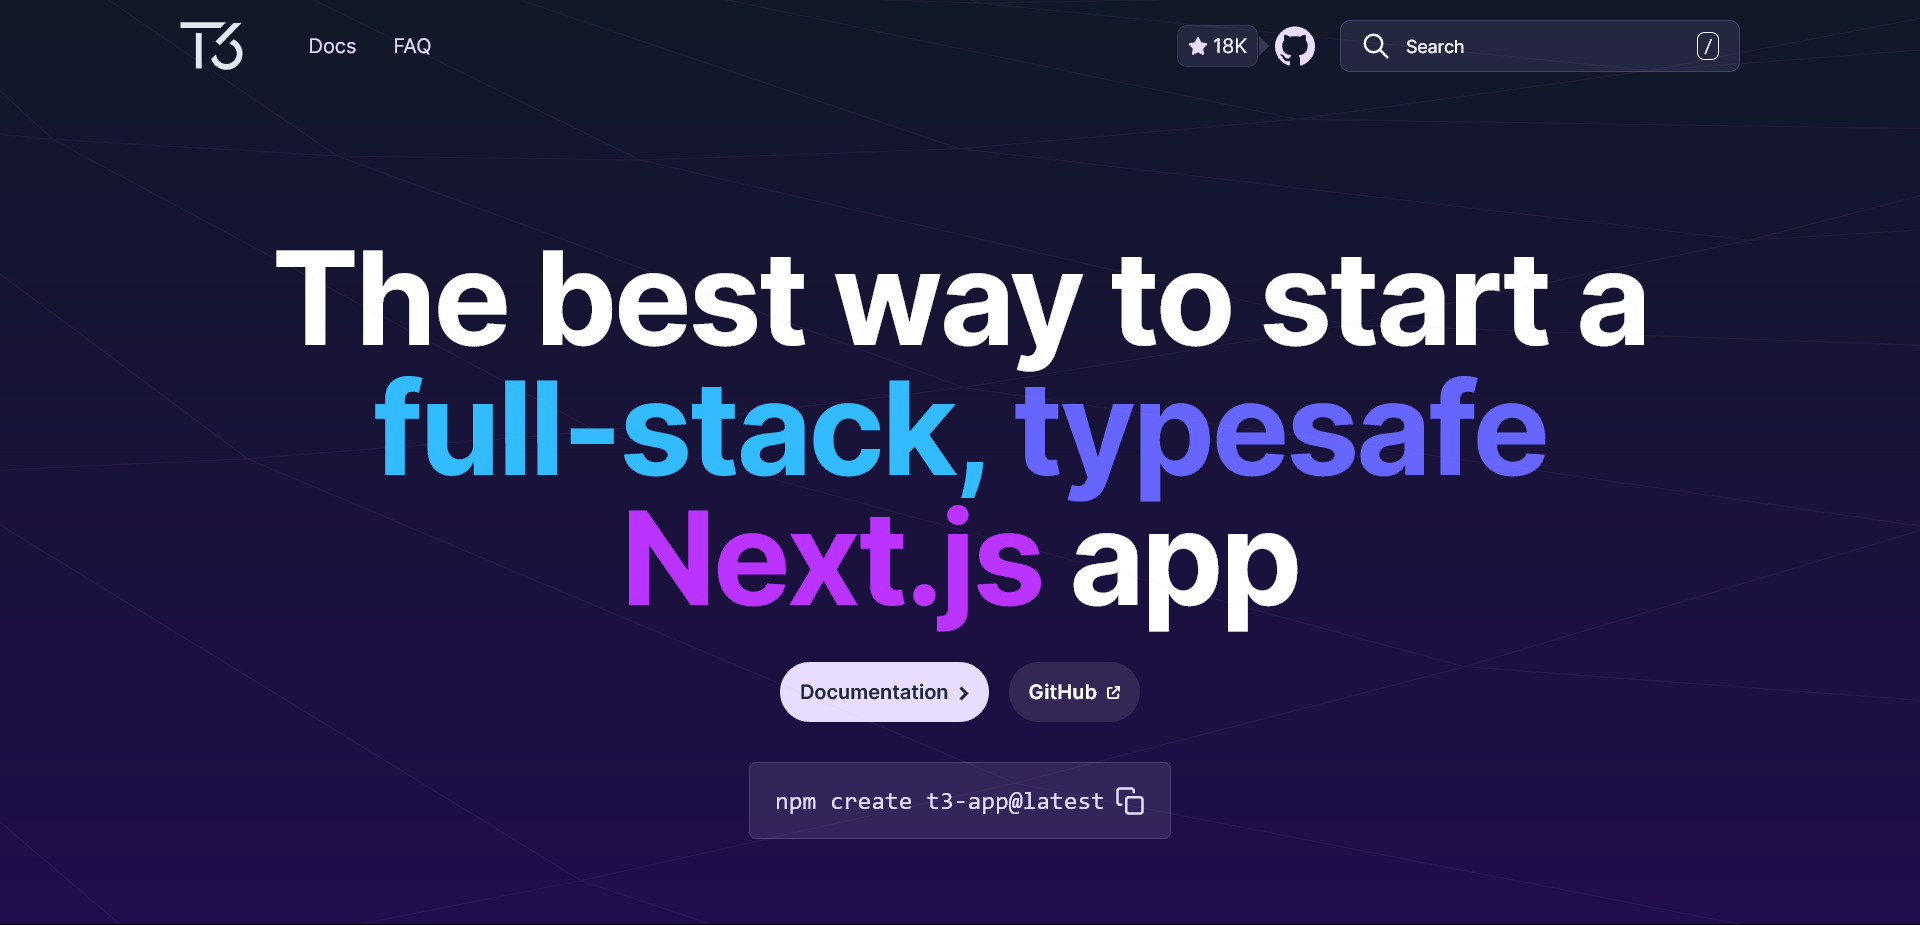 T3
Docs
FAQ
18K
Search
/
The best way to start a
full-stack, typesafe
Next.js app
Documentation
GitHub
npm create t3-app@latest